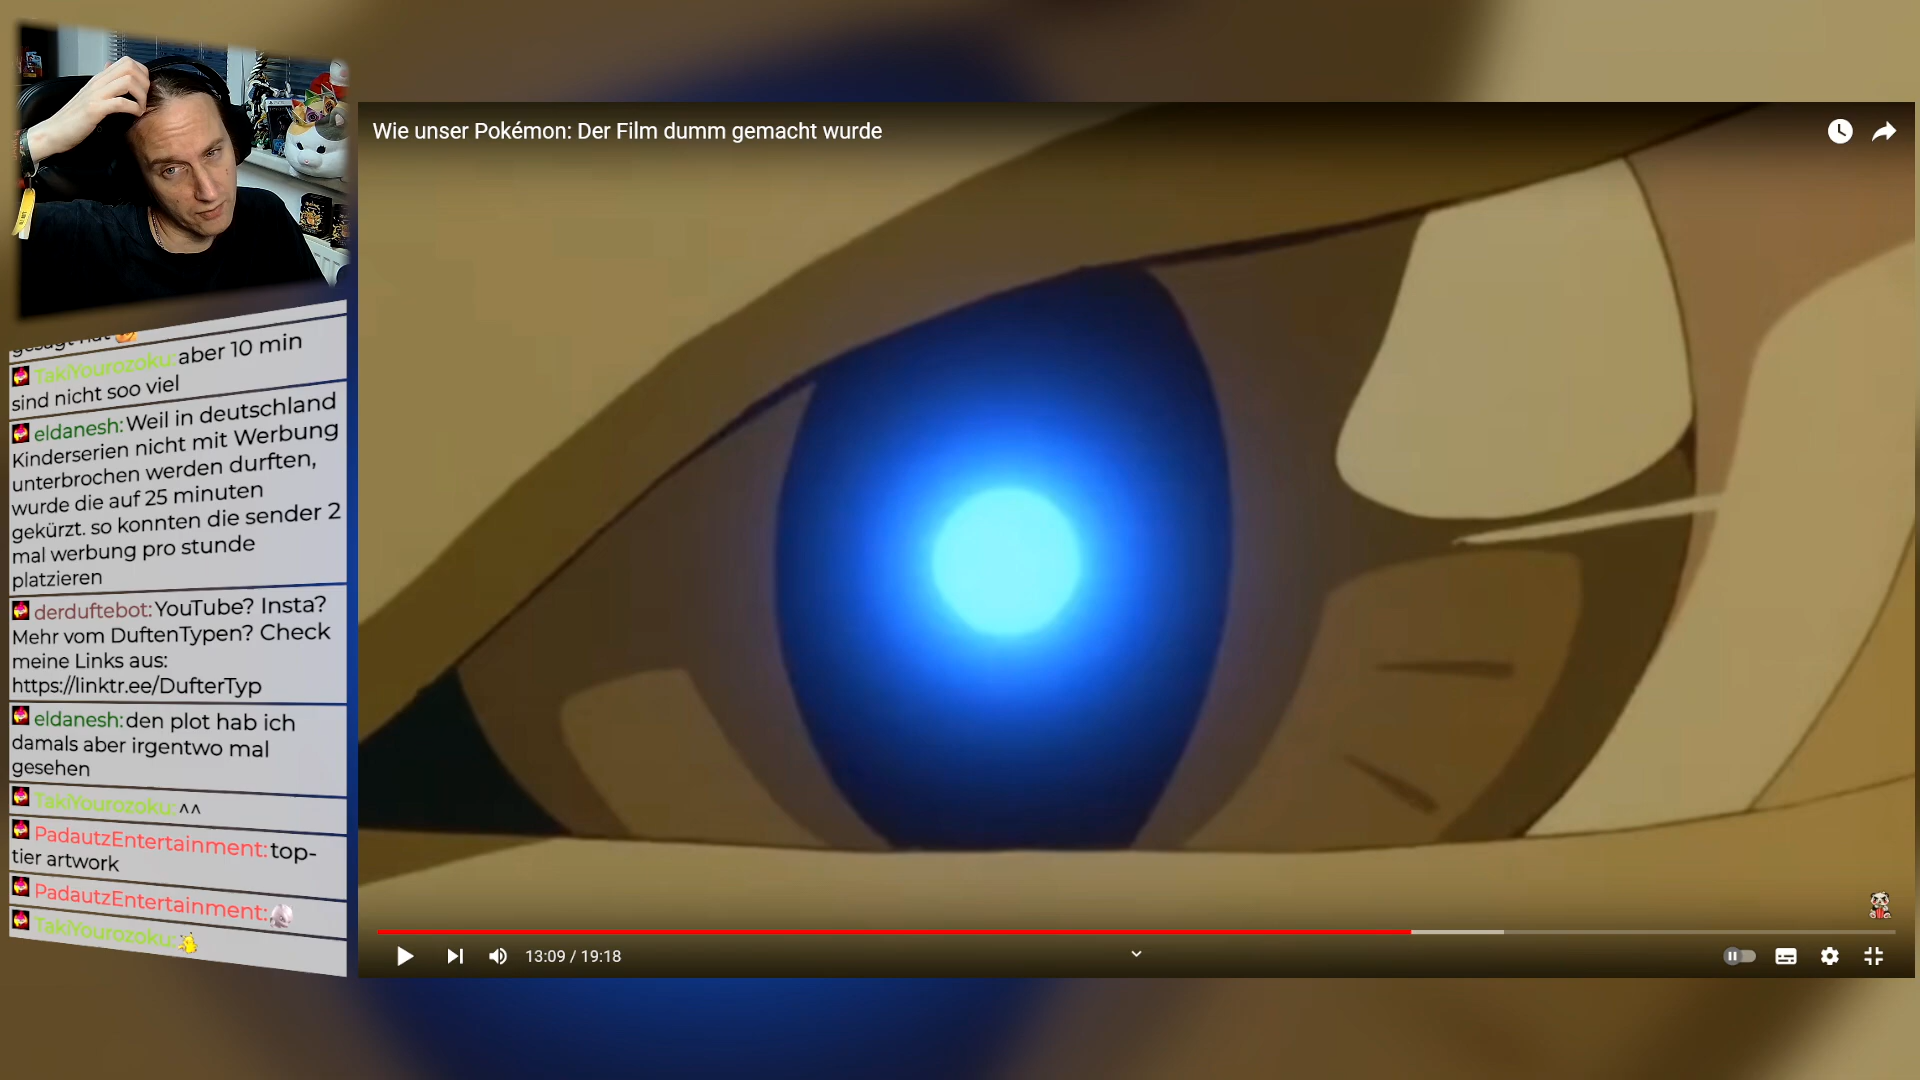 Wie unser Pokémon: Der Film dumm gemacht wurde
TakiYourozoku: aber 10 min
sind nicht soo viel
eldanesh: Weil in deutschland
Kinderserien nicht mit Werbung
unterbrochen werden durften,
wurde die auf 25 minuten
gekürzt. so konnten die sender 2
mal werbung pro stunde
platzieren
derduftebot: YouTube? Insta?
Mehr vom DuftenTypen? Check
meine Links aus:
https://linktr.ee/DufterTyp
eldanesh: den plot hab ich
damals aber irgentwo mal
gesehen
TakiYourozoku: ^^
PadautzEntertainment: top-
tier artwork
PadautzEntertainment:
TakiYourozoku:
13:09 / 19:18